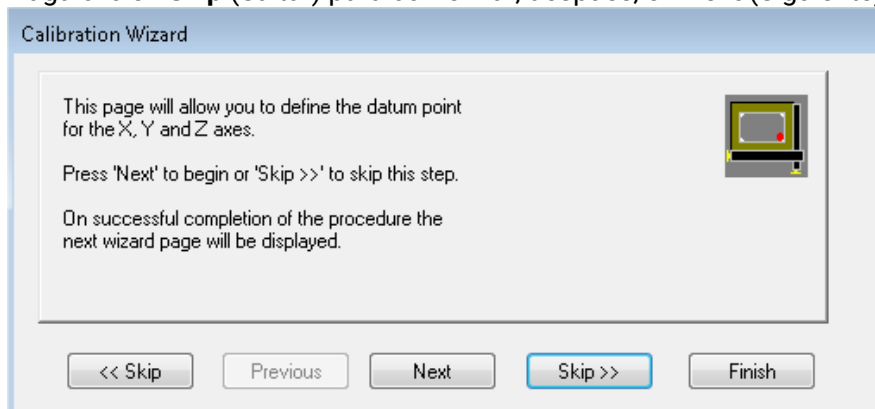 Calibration Wizard
This page will allow you to define the datum point
for the X, Y and Z axes.
Press 'Next' to begin or 'Skip >>' to skip this step.
On successful completion of the procedure the
next wizard page will be displayed.
<< Skip
Previous
Next
Skip >>
Finish